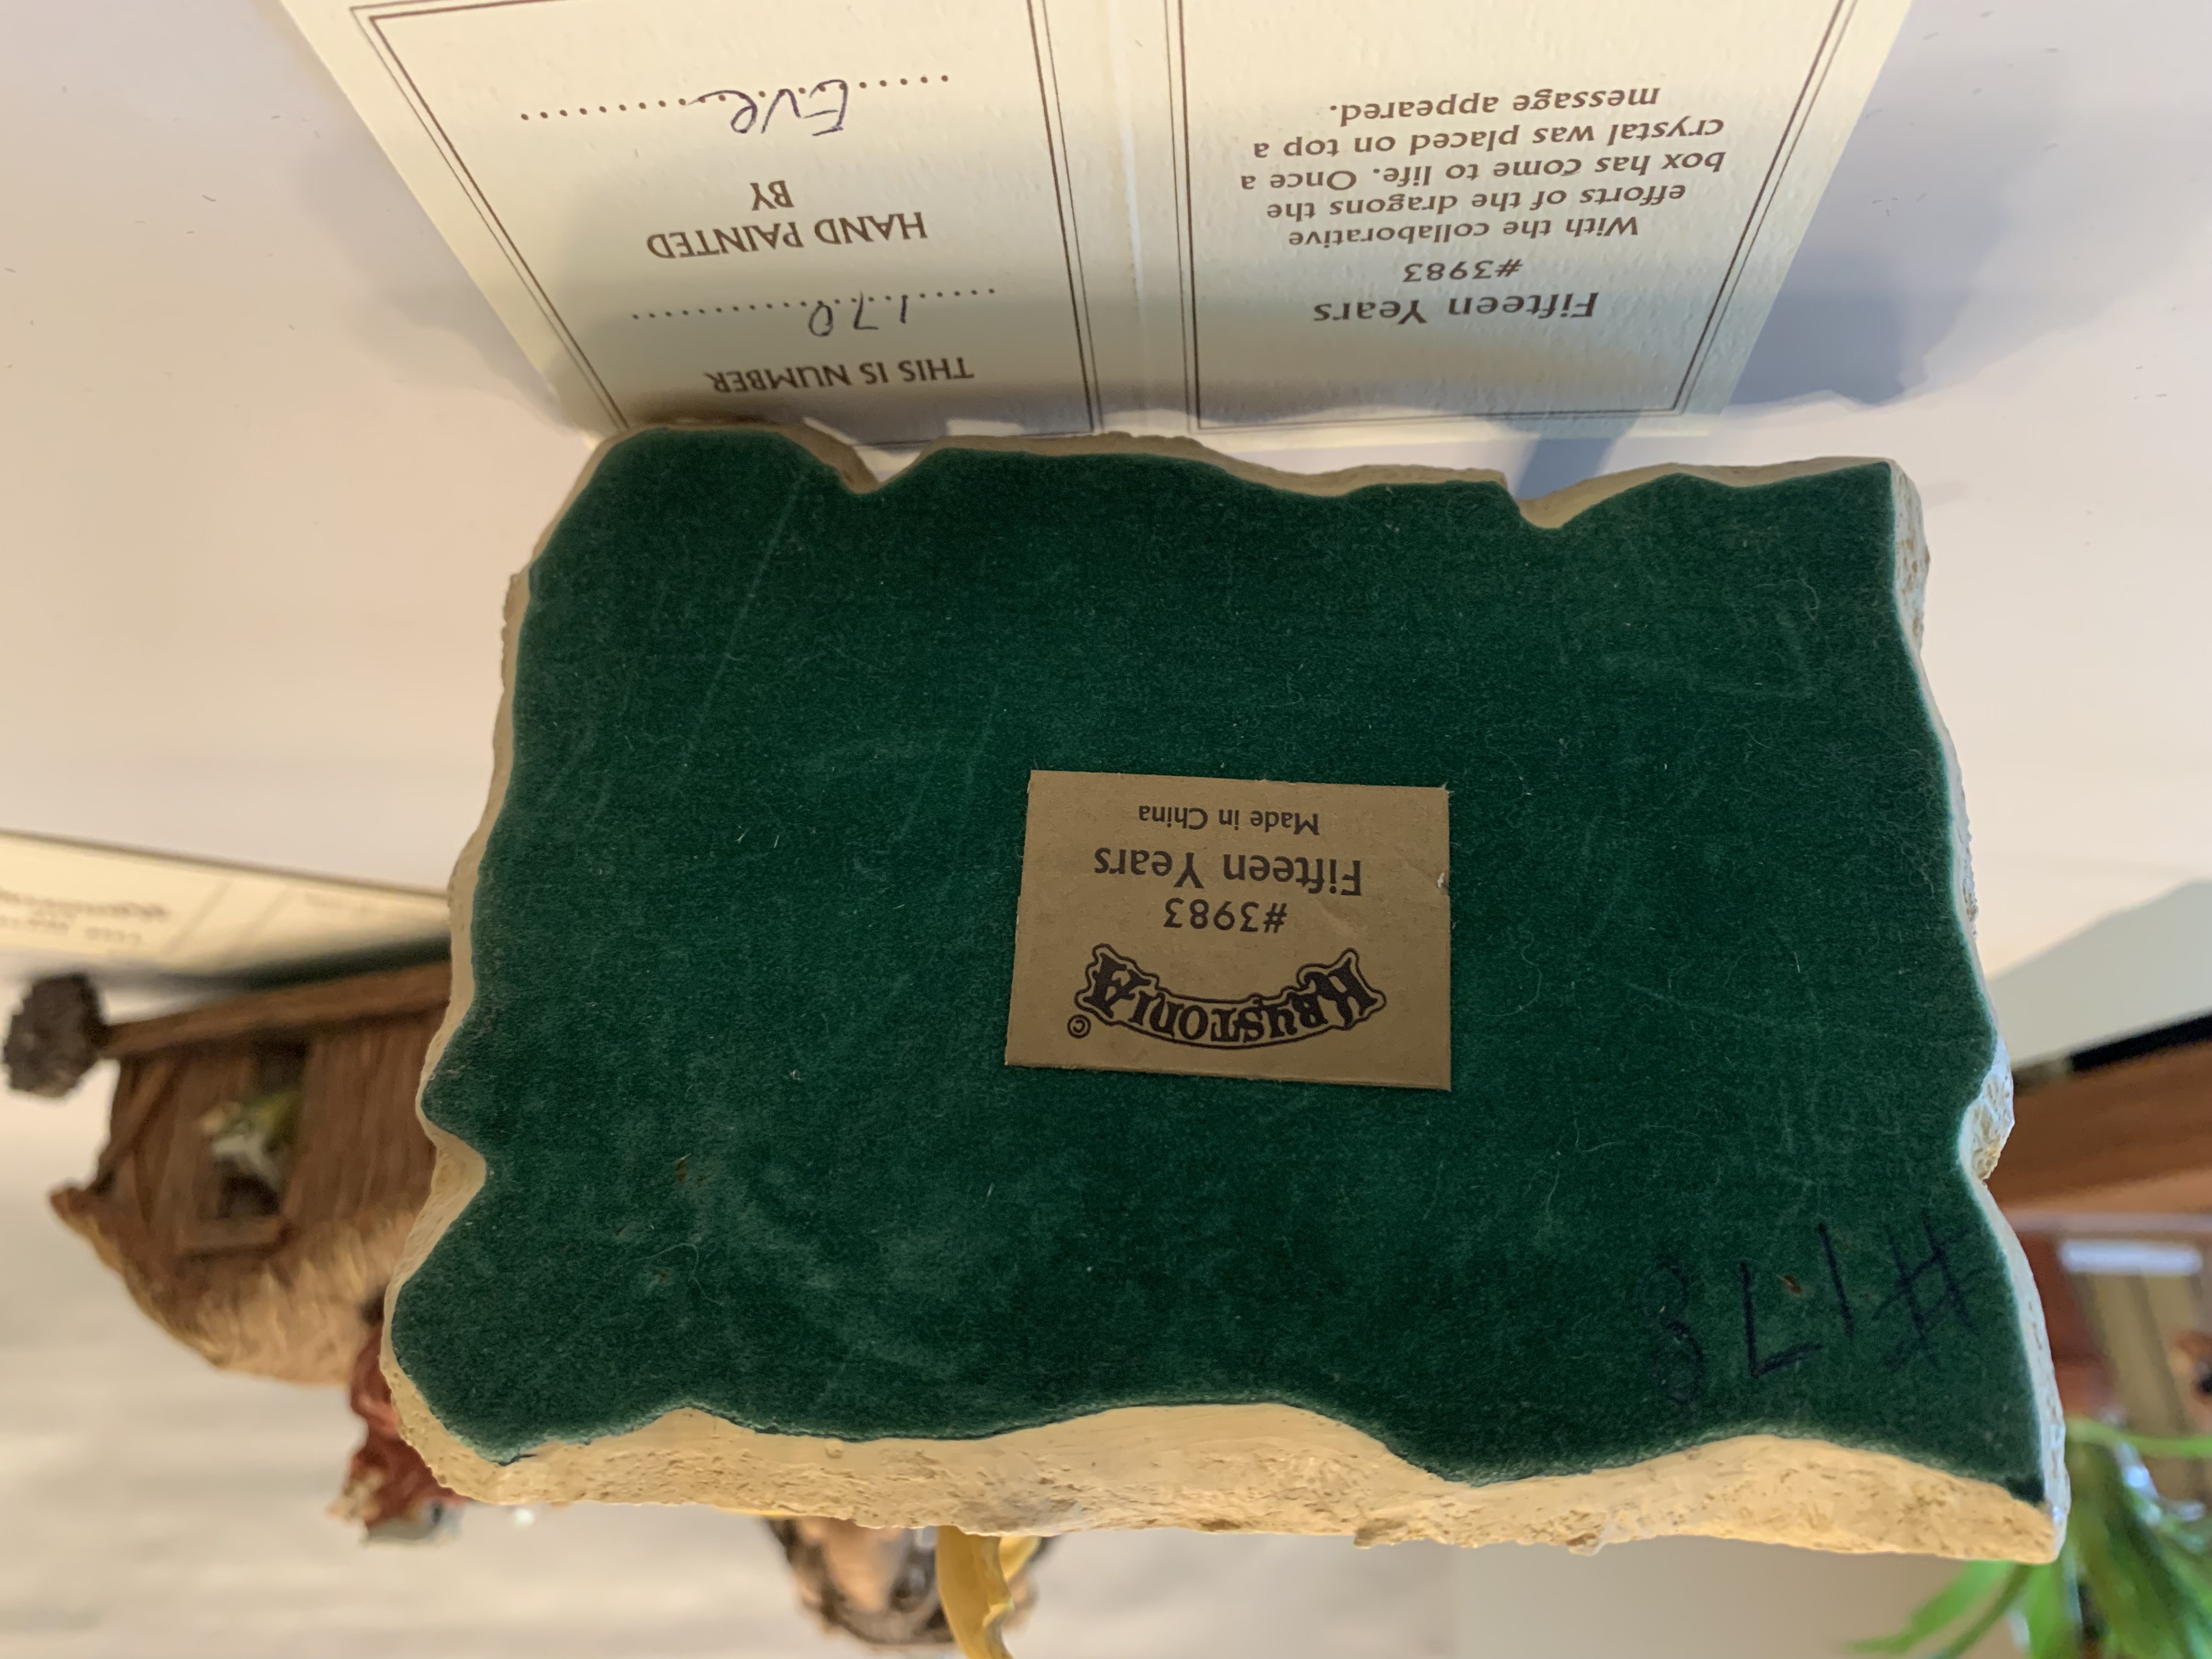 Fifteen Years
#3983
With the collaborative
efforts of the dragons the
box has come to life. Once a
crystal was placed on top a
message appeared.
THIS IS NUMBER
170
HAND PAINTED
BY
Eve
KRYSTONIA ©
#3983
Fifteen Years
Made in China
#178